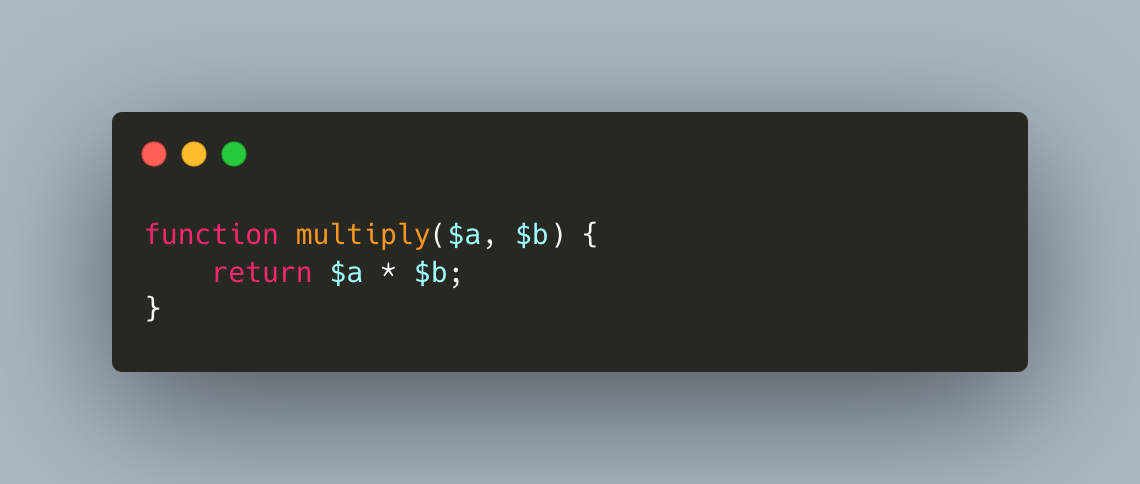 function multiply($a, $b) {
    return $a * $b;
}